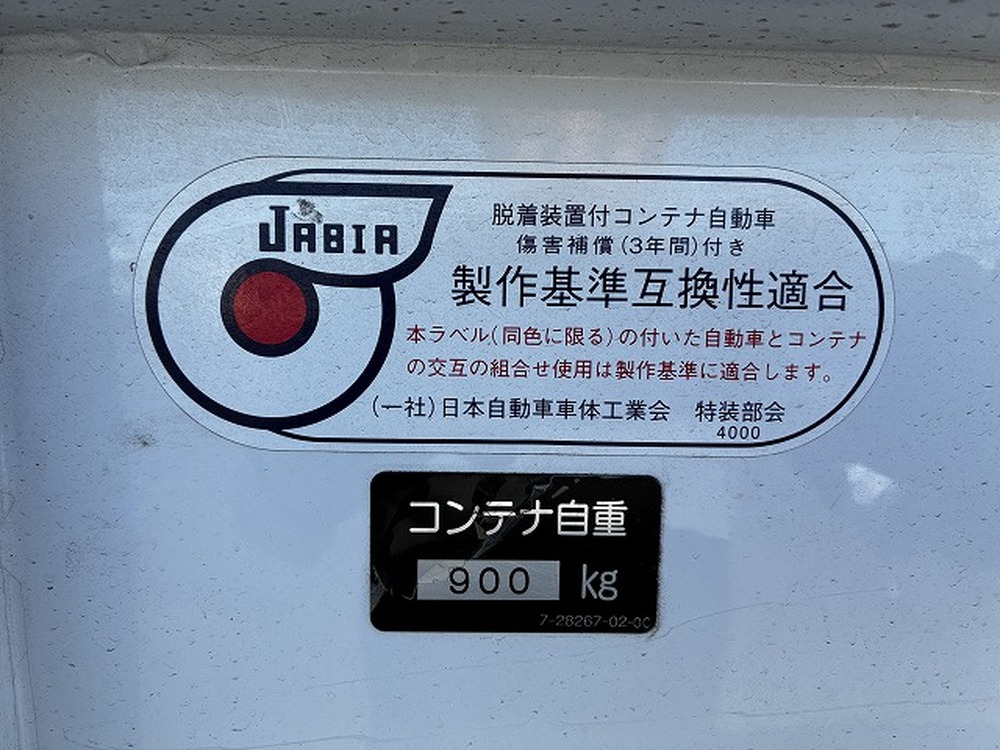 JABIA
脱着装置付コンテナ自動車
傷害補償(3年間)付き
製作基準互換性適合
本ラベル(同色に限る)の付いた自動車とコンテナ
の交互の組合せ使用は製作基準に適合します。
(一社)日本自動車車体工業会 特装部会
4000
コンテナ自重
900 kg
7-28267-02-00